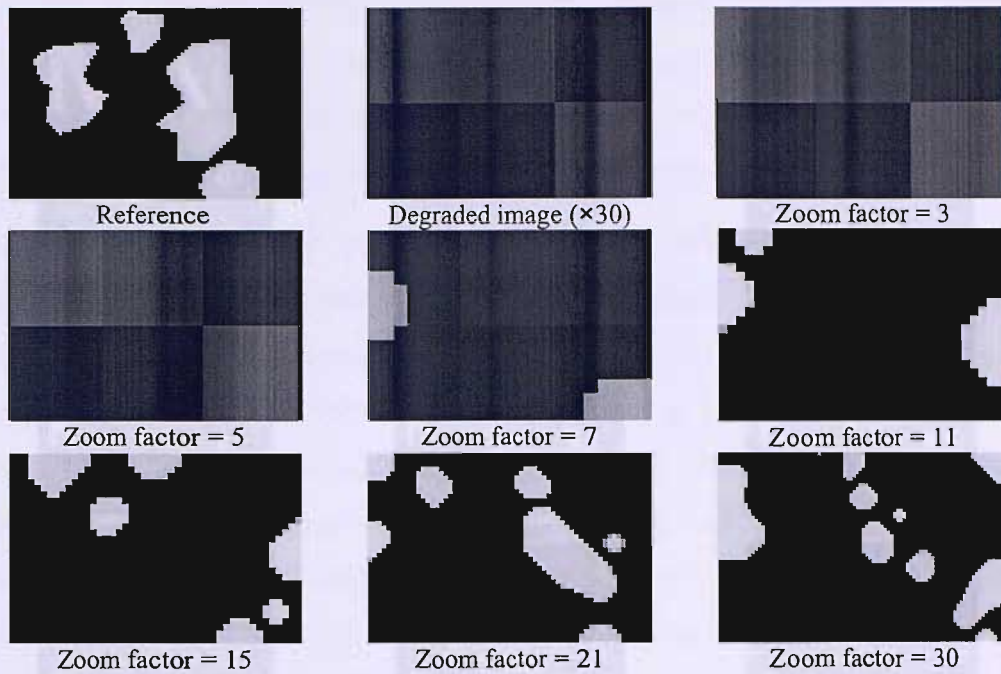 Reference
Degraded image (×30)
Zoom factor = 3
Zoom factor = 5
Zoom factor = 7
Zoom factor = 11
Zoom factor = 15
Zoom factor = 21
Zoom factor = 30